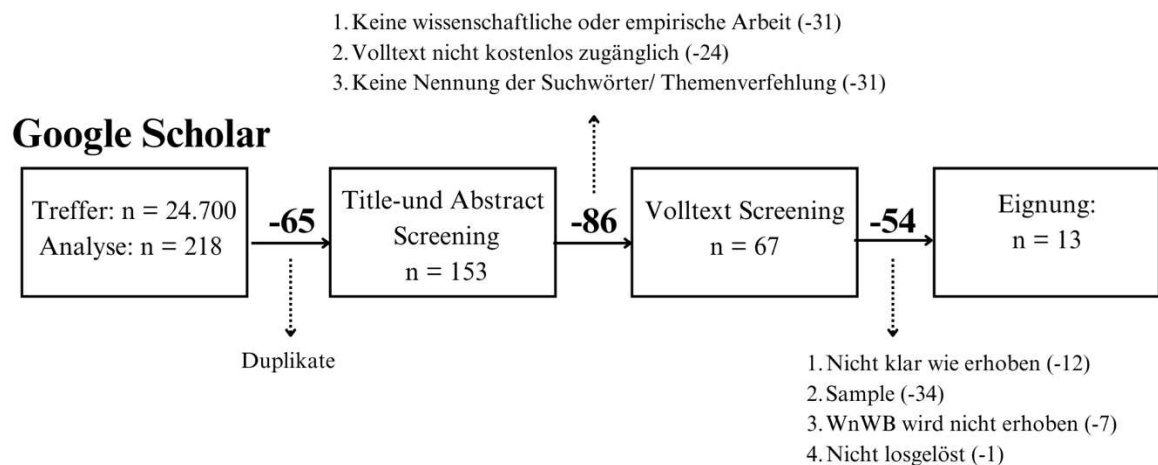 1. Keine wissenschaftliche oder empirische Arbeit (-31)
2. Volltext nicht kostenlos zugänglich (-24)
3. Keine Nennung der Suchwörter/ Themenverfehlung (-31)
Google Scholar
Treffer: n = 24.700
Analyse: n = 218
-65
Title-und Abstract
Screening
n = 153
-86
Volltext Screening
n = 67
-54
Eignung:
n = 13
Duplikate
1. Nicht klar wie erhoben (-12)
2. Sample (-34)
3. WnWB wird nicht erhoben (-7)
4. Nicht losgelöst (-1)